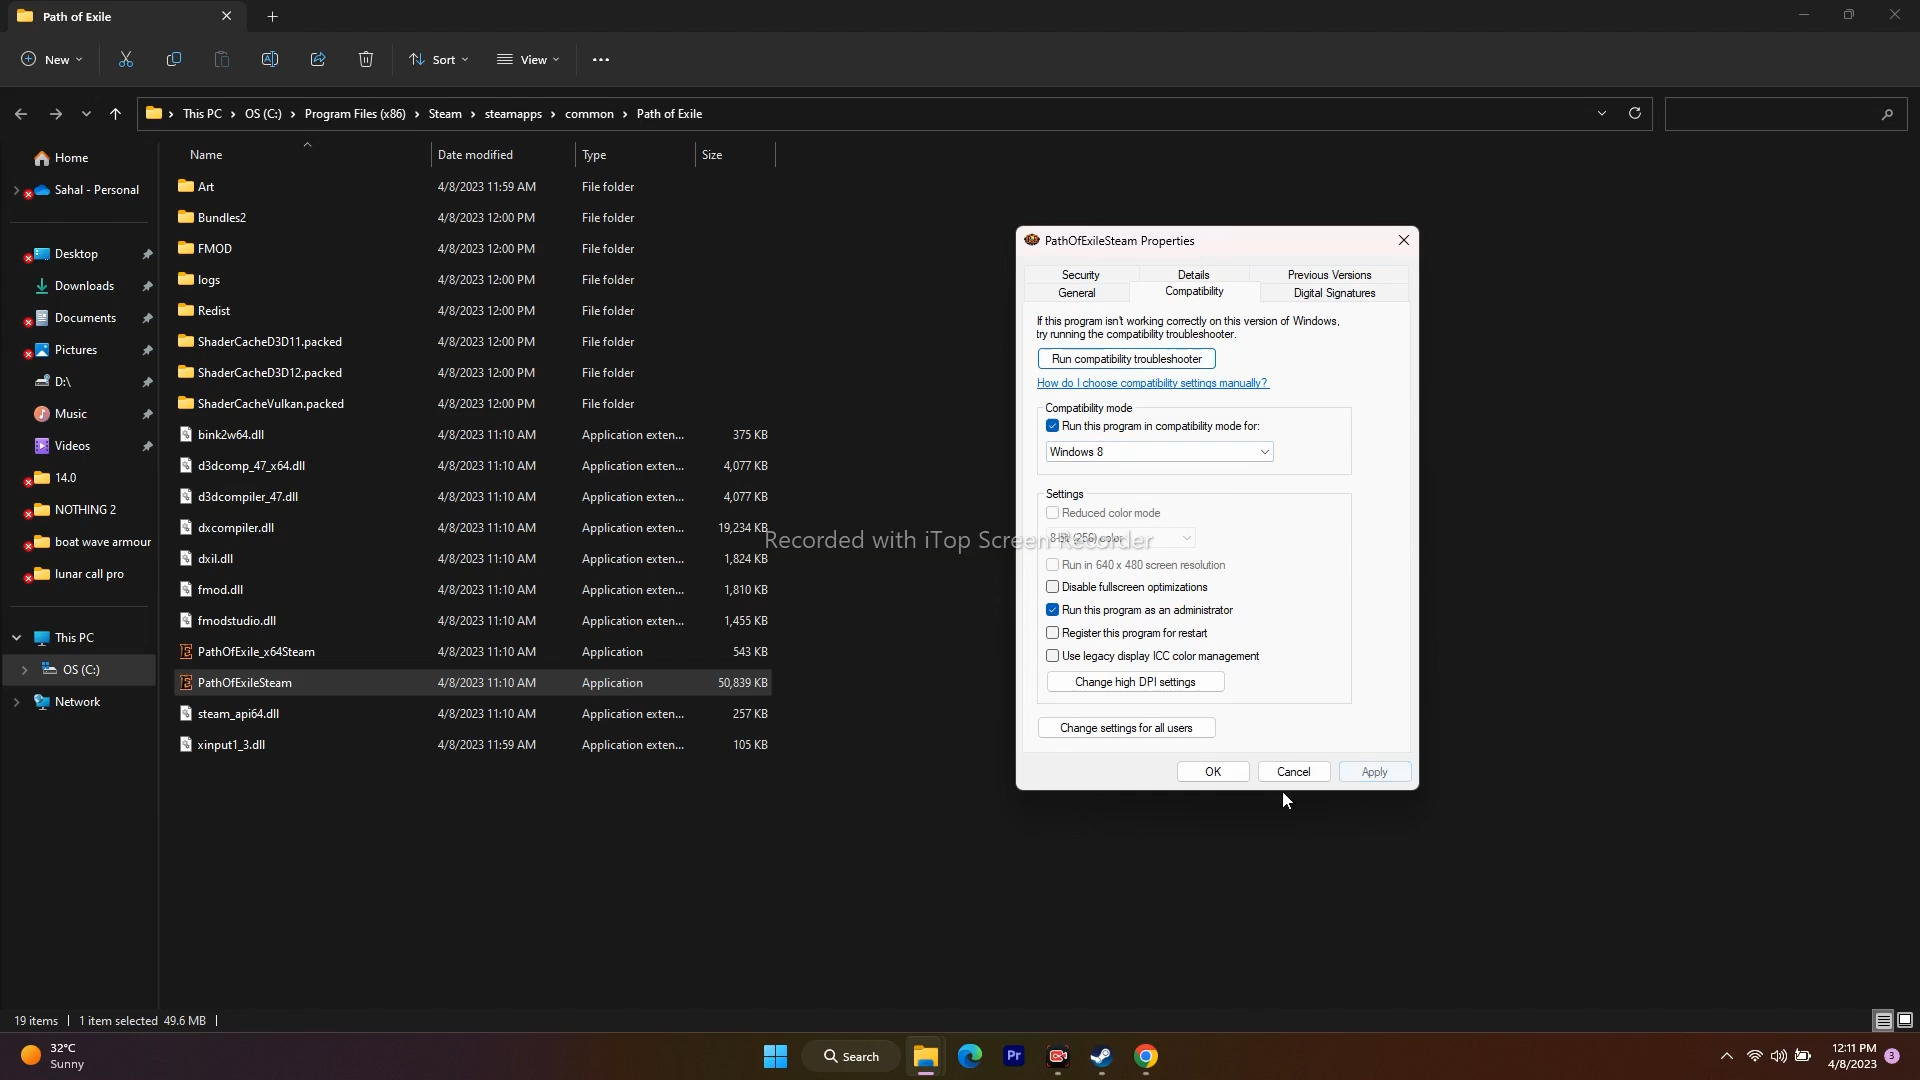 Path of Exile
New
Sort
View
This PC
OS (C:)
Program Files (x86)
Steam
steamapps
common
Path of Exile
Home
Sahal - Personal
Desktop
Downloads
Documents
Pictures
D:\
Music
Videos
14.0
NOTHING 2
boat wave armour
lunar call pro
This PC
OS (C:)
Network
Name Date modified Type Size
Art 4/8/2023 11:59 AM File folder
Bundles2 4/8/2023 12:00 PM File folder
FMOD 4/8/2023 12:00 PM File folder
logs 4/8/2023 12:00 PM File folder
Redist 4/8/2023 12:00 PM File folder
ShaderCacheD3D11.packed 4/8/2023 12:00 PM File folder
ShaderCacheD3D12.packed 4/8/2023 12:00 PM File folder
ShaderCacheVulkan.packed 4/8/2023 12:00 PM File folder
bink2w64.dll 4/8/2023 11:10 AM Application exten... 375 KB
d3dcomp_47_x64.dll 4/8/2023 11:10 AM Application exten... 4,077 KB
d3dcompiler_47.dll 4/8/2023 11:10 AM Application exten... 4,077 KB
dxcompiler.dll 4/8/2023 11:10 AM Application exten... 19,234 KB
dxil.dll 4/8/2023 11:10 AM Application exten... 1,824 KB
fmod.dll 4/8/2023 11:10 AM Application exten... 1,810 KB
fmodstudio.dll 4/8/2023 11:10 AM Application exten... 1,455 KB
PathOfExile_x64Steam 4/8/2023 11:10 AM Application 543 KB
PathOfExileSteam 4/8/2023 11:10 AM Application 50,839 KB
steam_api64.dll 4/8/2023 11:10 AM Application exten... 257 KB
xinput1_3.dll 4/8/2023 11:59 AM Application exten... 105 KB
Recorded with iTop Screen Recorder
PathOfExileSteam Properties
Security Details Previous Versions
General Compatibility Digital Signatures
If this program isn't working correctly on this version of Windows,
try running the compatibility troubleshooter.
Run compatibility troubleshooter
How do I choose compatibility settings manually?
Compatibility mode
Run this program in compatibility mode for:
Windows 8
Settings
Reduced color mode
8-bit (256) color
Run in 640 x 480 screen resolution
Disable fullscreen optimizations
Run this program as an administrator
Register this program for restart
Use legacy display ICC color management
Change high DPI settings
Change settings for all users
OK Cancel Apply
19 items 1 item selected 49.6 MB
32°C
Sunny
Search
Pr
12:11 PM
4/8/2023
3